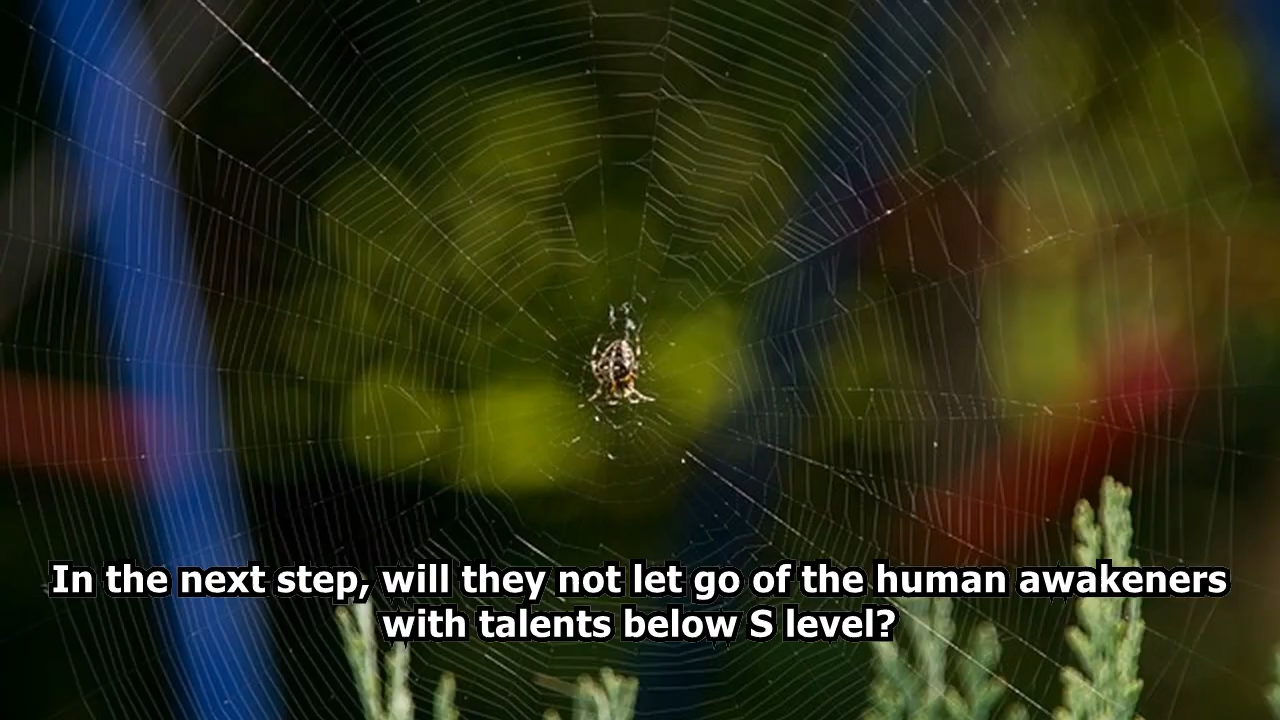 In the next step, will they not let go of the human awakeners
with talents below S level?